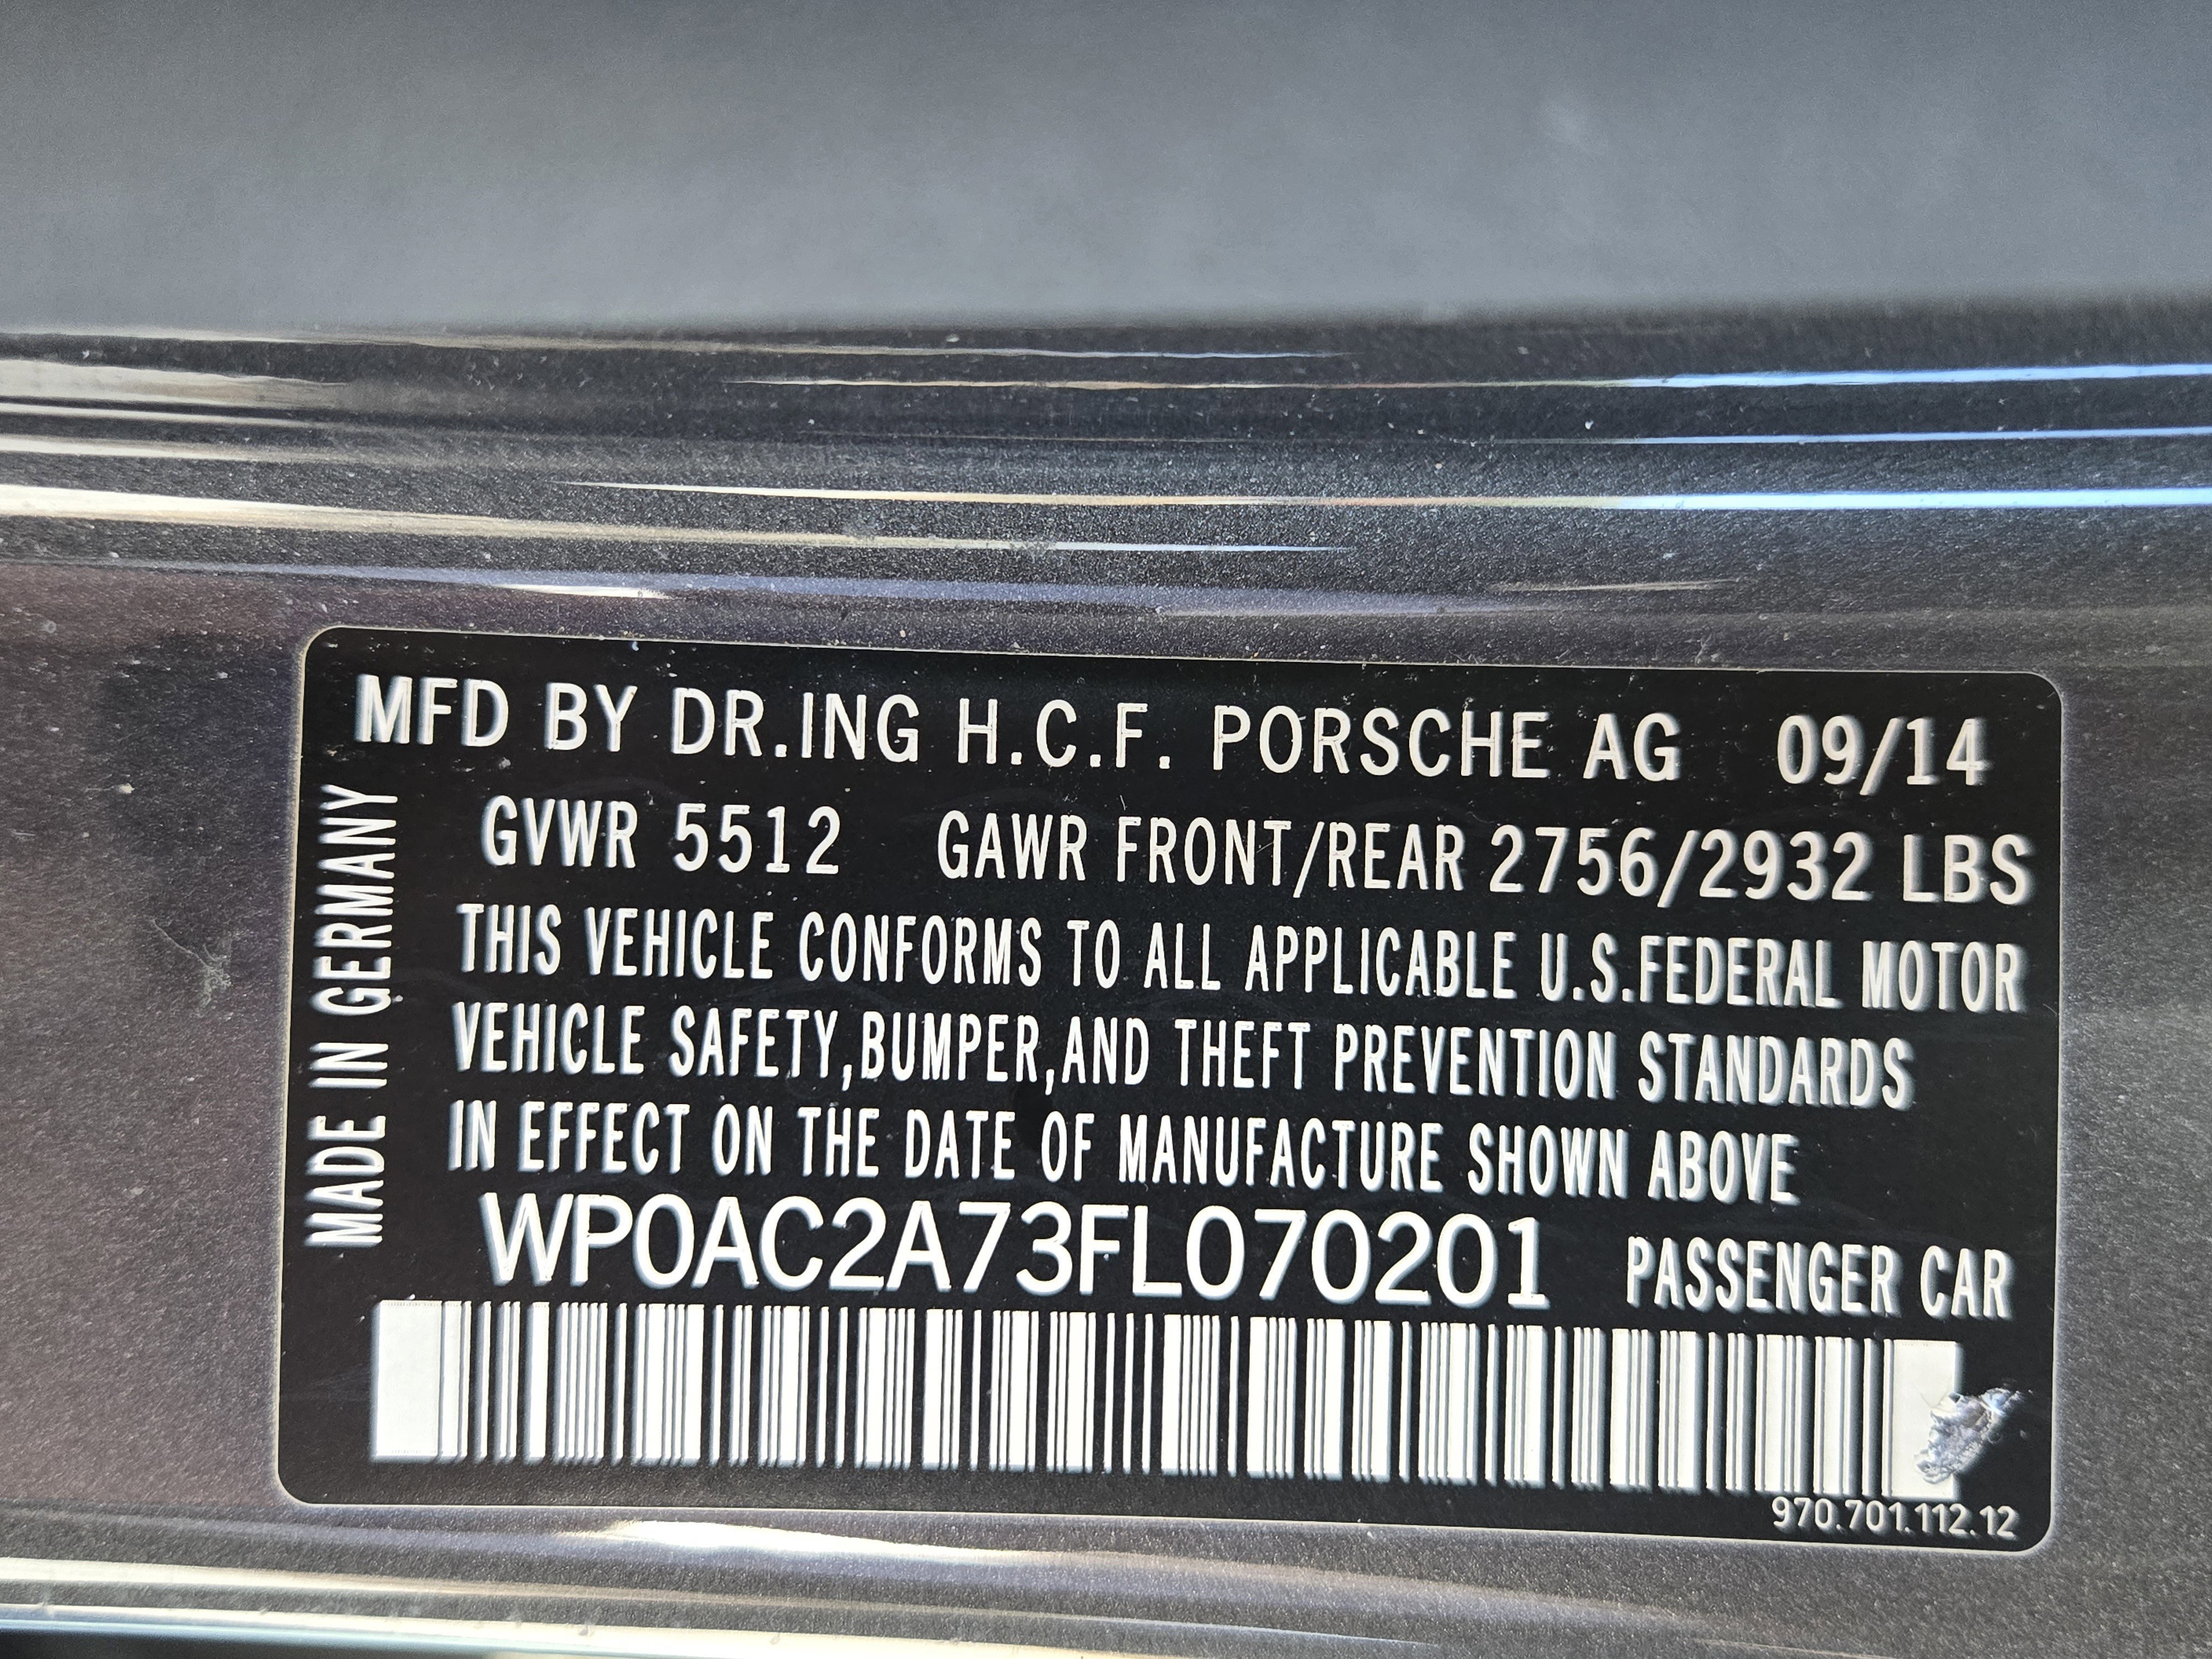 MFD BY DR.ING H.C.F. PORSCHE AG 09/14
GVWR 5512 GAWR FRONT/REAR 2756/2932 LBS
THIS VEHICLE CONFORMS TO ALL APPLICABLE U.S.FEDERAL MOTOR
VEHICLE SAFETY,BUMPER,AND THEFT PREVENTION STANDARDS
IN EFFECT ON THE DATE OF MANUFACTURE SHOWN ABOVE
WP0AC2A73FL070201 PASSENGER CAR
970.701.112.12
MADE IN GERMANY